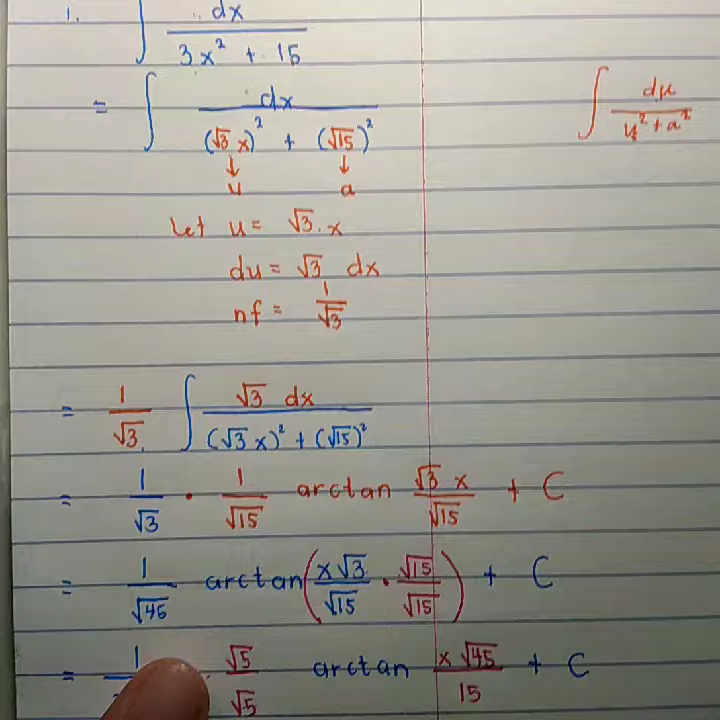 1. ∫ dx / (3x² + 15)
= ∫ dx / ((√3 x)² + (√15)²) ∫ du / (u² + a²)
↓ ↓
u a
Let u = √3 . x
du = √3 dx
nf = 1/√3
= 1/√3 ∫ √3 dx / ((√3 x)² + (√15)²)
= 1/√3 • 1/√15 arctan √3 x/√15 + C
= 1/√45 arctan (x√3/√15 • √15/√15) + C
= 1 √5/√5 arctan x√45/15 + C